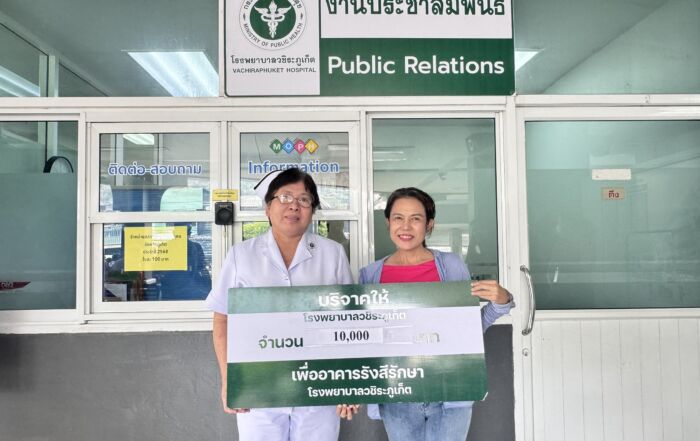 งานประชาสัมพันธ์
MINISTRY OF PUBLIC HEALTH
โรงพยาบาลวชิระภูเก็ต
VACHIRAPHUKET HOSPITAL
Public Relations
MOPH
ติดต่อ-สอบถาม
Information
ดึง
บริจาคให้
โรงพยาบาลวชิระภูเก็ต
จำนวน 10,000 บาท
เพื่ออาคารรังสีรักษา
โรงพยาบาลวชิระภูเก็ต